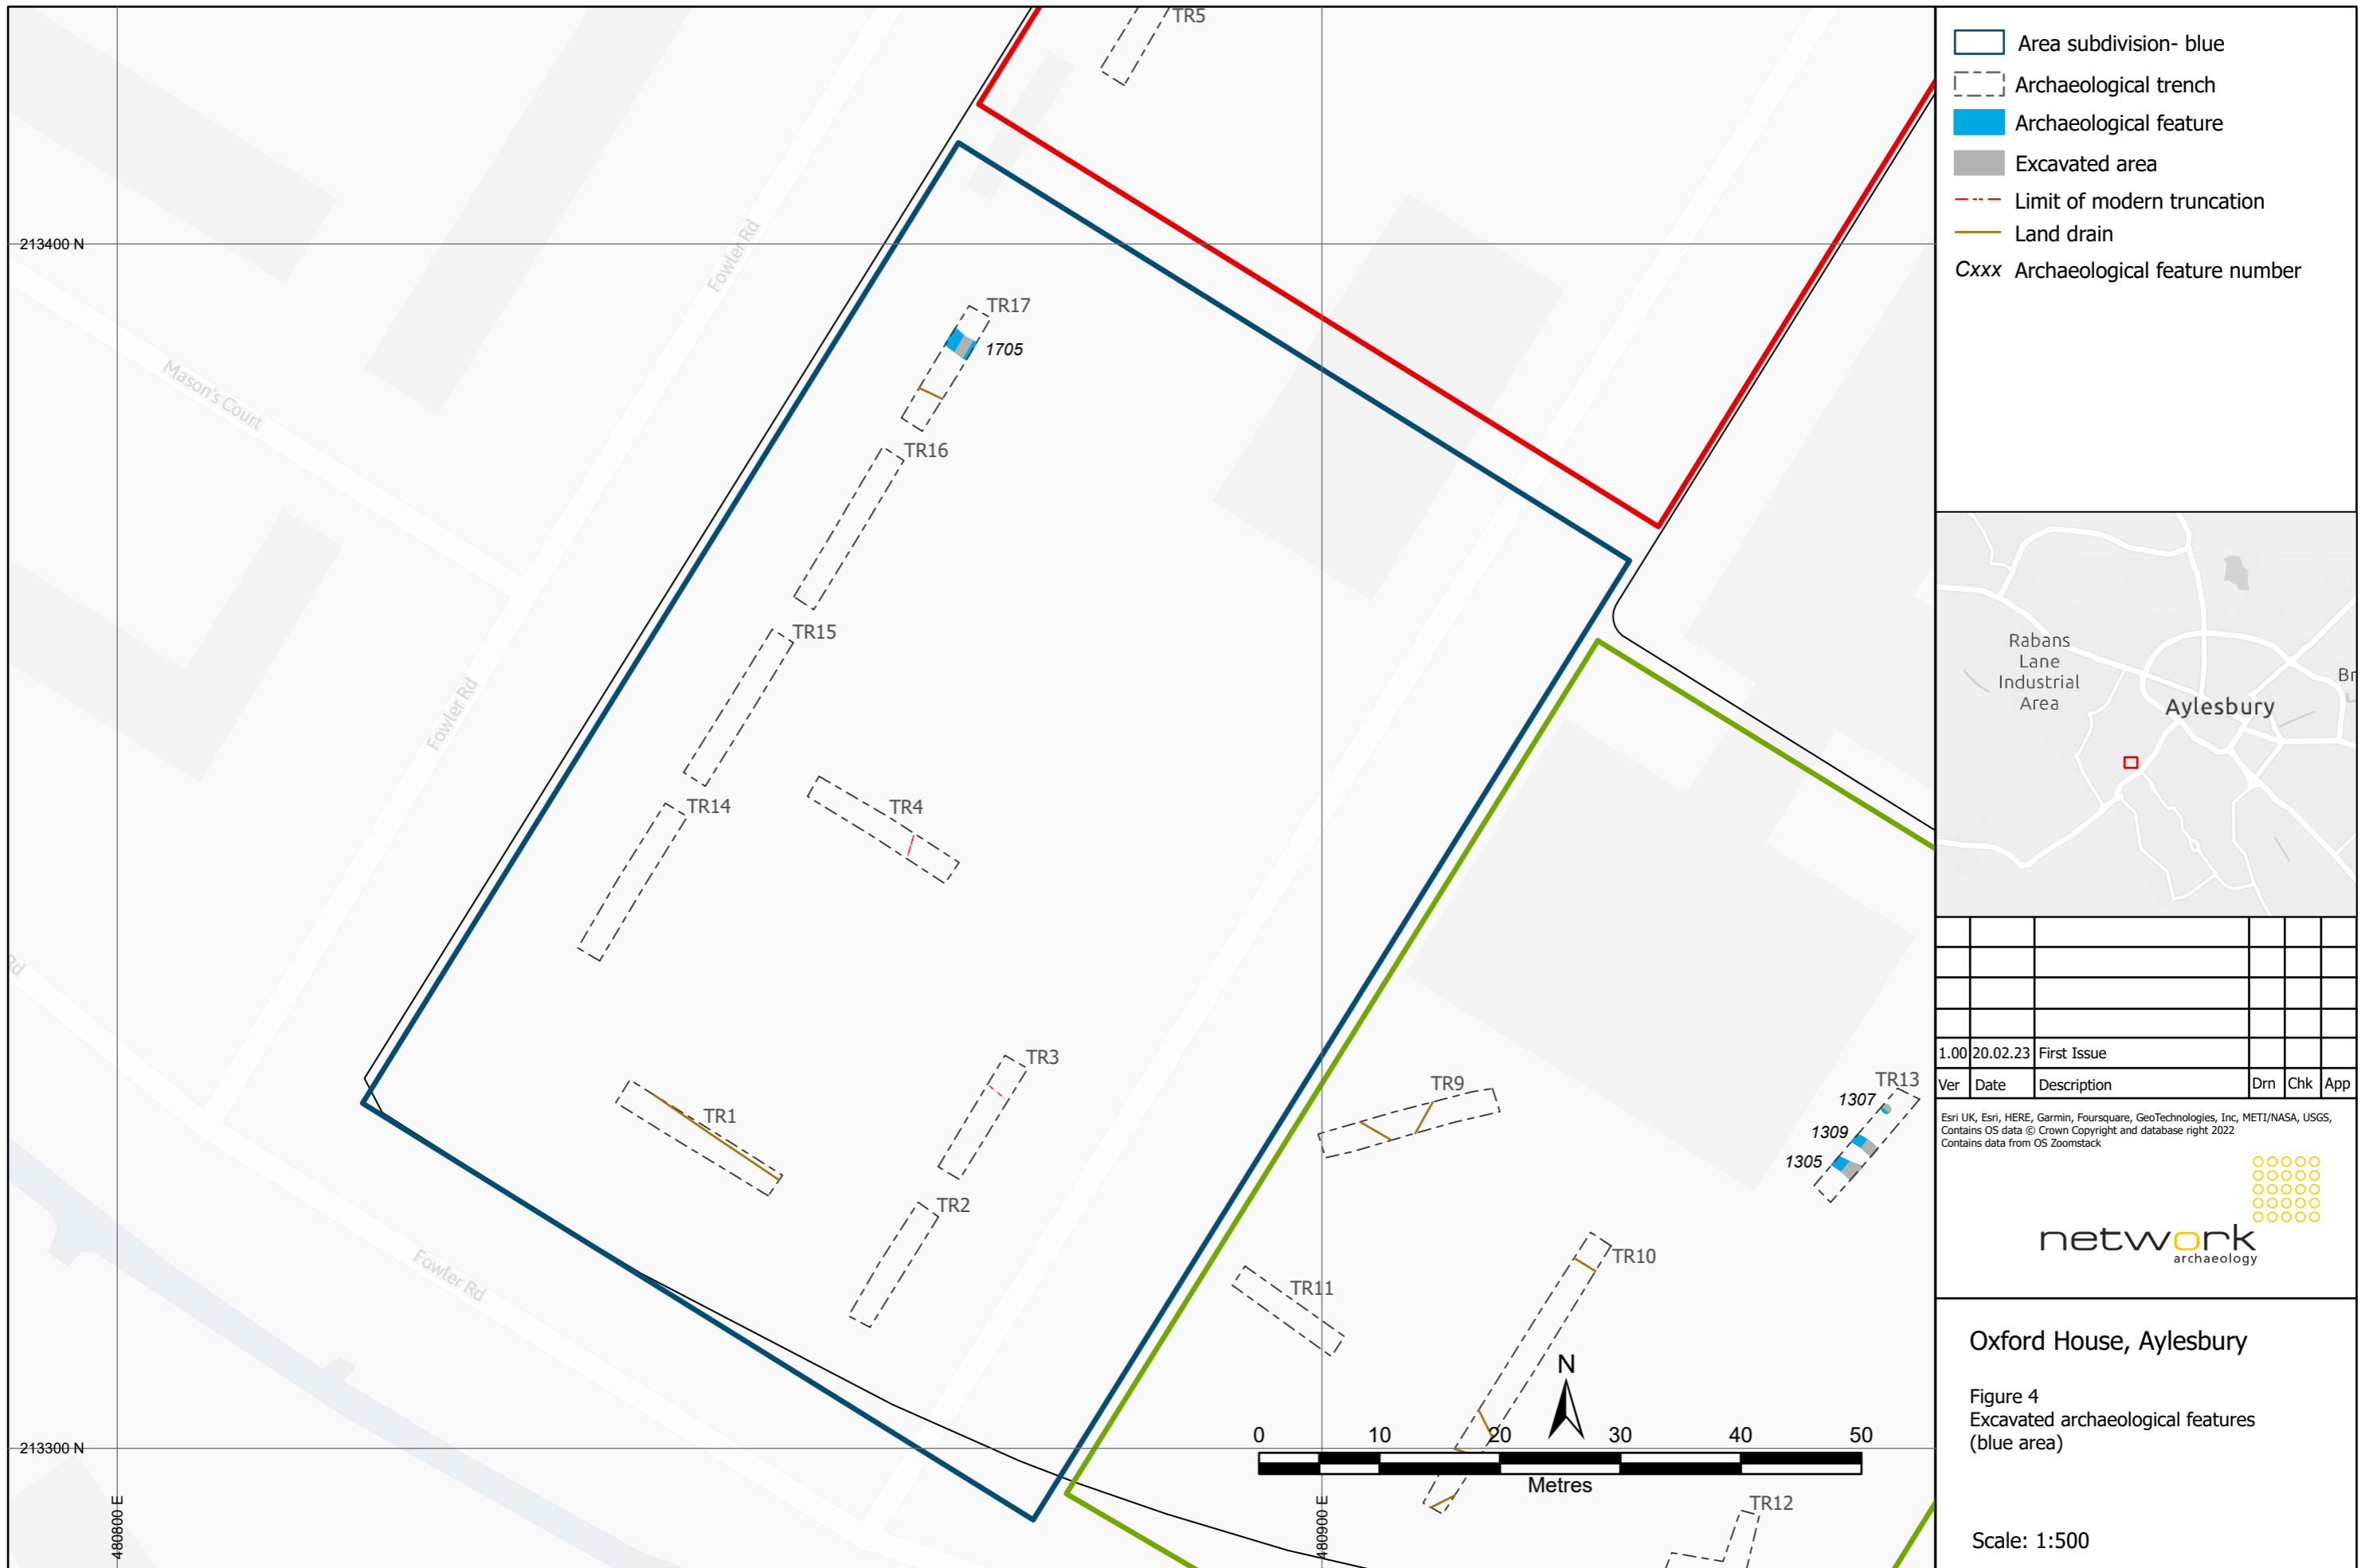 TR5
213400 N
Fowler Rd
TR17
1705
Mason's Court
TR16
TR15
Fowler Rd
TR14
TR4
Rd
TR3
TR1
TR2
Fowler Rd
TR9
TR13
1307
1309
1305
TR10
TR11
N
0 10 20 30 40 50
Metres
213300 N
480800 E
480900 E
TR12
Area subdivision- blue
Archaeological trench
Archaeological feature
Excavated area
Limit of modern truncation
Land drain
Cxxx Archaeological feature number
Rabans
Lane
Industrial
Area
Aylesbury
Br
L
1.00 20.02.23 First Issue
Ver Date Description Drn Chk App
Esri UK, Esri, HERE, Garmin, Foursquare, GeoTechnologies, Inc, METI/NASA, USGS,
Contains OS data © Crown Copyright and database right 2022
Contains data from OS Zoomstack
network
archaeology
Oxford House, Aylesbury
Figure 4
Excavated archaeological features
(blue area)
Scale: 1:500